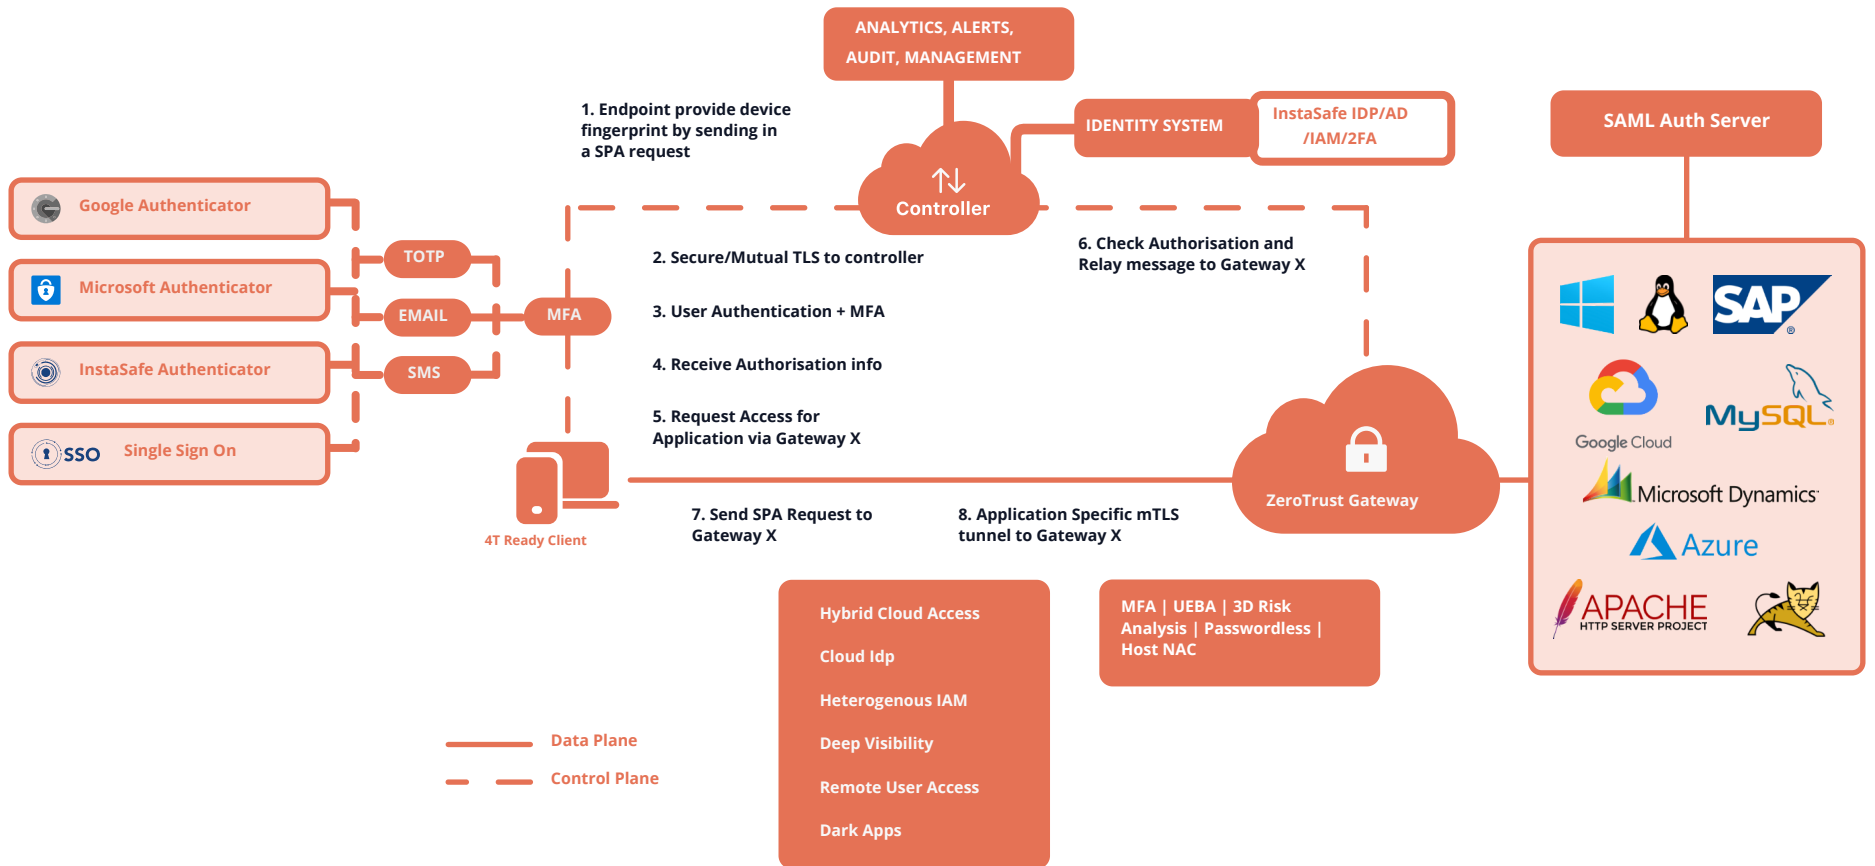 ANALYTICS, ALERTS,
AUDIT, MANAGEMENT
1. Endpoint provide device
fingerprint by sending in
a SPA request
IDENTITY SYSTEM
InstaSafe IDP/AD
/IAM/2FA
SAML Auth Server
Controller
Google Authenticator
Microsoft Authenticator
InstaSafe Authenticator
SSO
Single Sign On
TOTP
EMAIL
SMS
MFA
2. Secure/Mutual TLS to controller
3. User Authentication + MFA
4. Receive Authorisation info
5. Request Access for
Application via Gateway X
6. Check Authorisation and
Relay message to Gateway X
4T Ready Client
7. Send SPA Request to
Gateway X
8. Application Specific mTLS
tunnel to Gateway X
ZeroTrust Gateway
SAP
®
Google Cloud
MySQL®
Microsoft Dynamics
Azure
APACHE
HTTP SERVER PROJECT
Hybrid Cloud Access
Cloud Idp
Heterogenous IAM
Deep Visibility
Remote User Access
Dark Apps
MFA | UEBA | 3D Risk
Analysis | Passwordless |
Host NAC
Data Plane
Control Plane